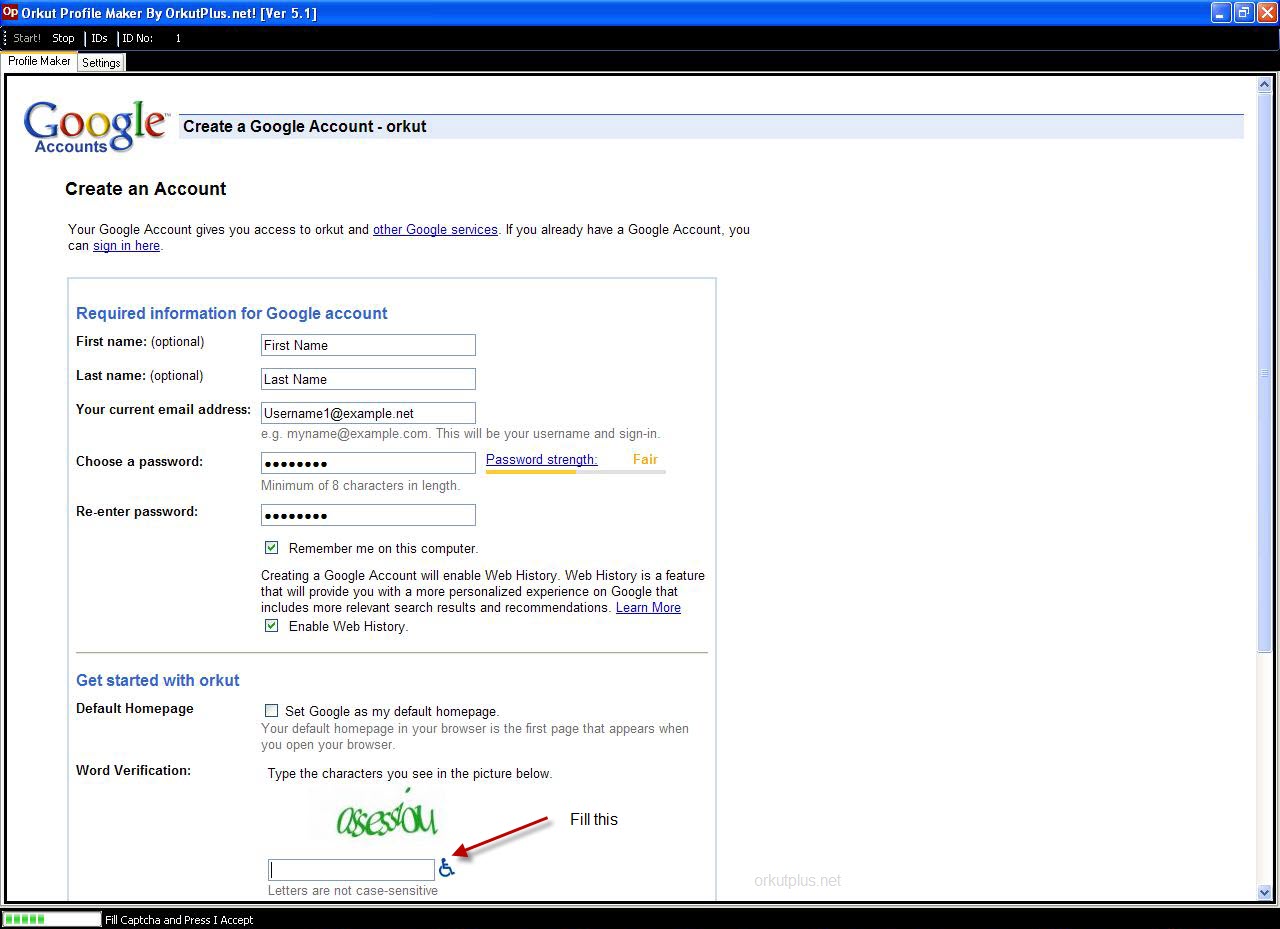 Op Orkut Profile Maker By OrkutPlus.net! [Ver 5.1]
Start! Stop IDs ID No: 1
Profile Maker Settings
Google™
Accounts
Create a Google Account - orkut
Create an Account
Your Google Account gives you access to orkut and other Google services. If you already have a Google Account, you
can sign in here.
Required information for Google account
First name: (optional) First Name
Last name: (optional) Last Name
Your current email address: Username1@example.net
e.g. myname@example.com. This will be your username and sign-in.
Choose a password: •••••••• Password strength: Fair
Minimum of 8 characters in length.
Re-enter password: ••••••••
Remember me on this computer.
Creating a Google Account will enable Web History. Web History is a feature
that will provide you with a more personalized experience on Google that
includes more relevant search results and recommendations. Learn More
Enable Web History.
Get started with orkut
Default Homepage Set Google as my default homepage.
Your default homepage in your browser is the first page that appears when
you open your browser.
Word Verification: Type the characters you see in the picture below.
asessiou
Fill this
Letters are not case-sensitive
orkutplus.net
Fill Captcha and Press I Accept